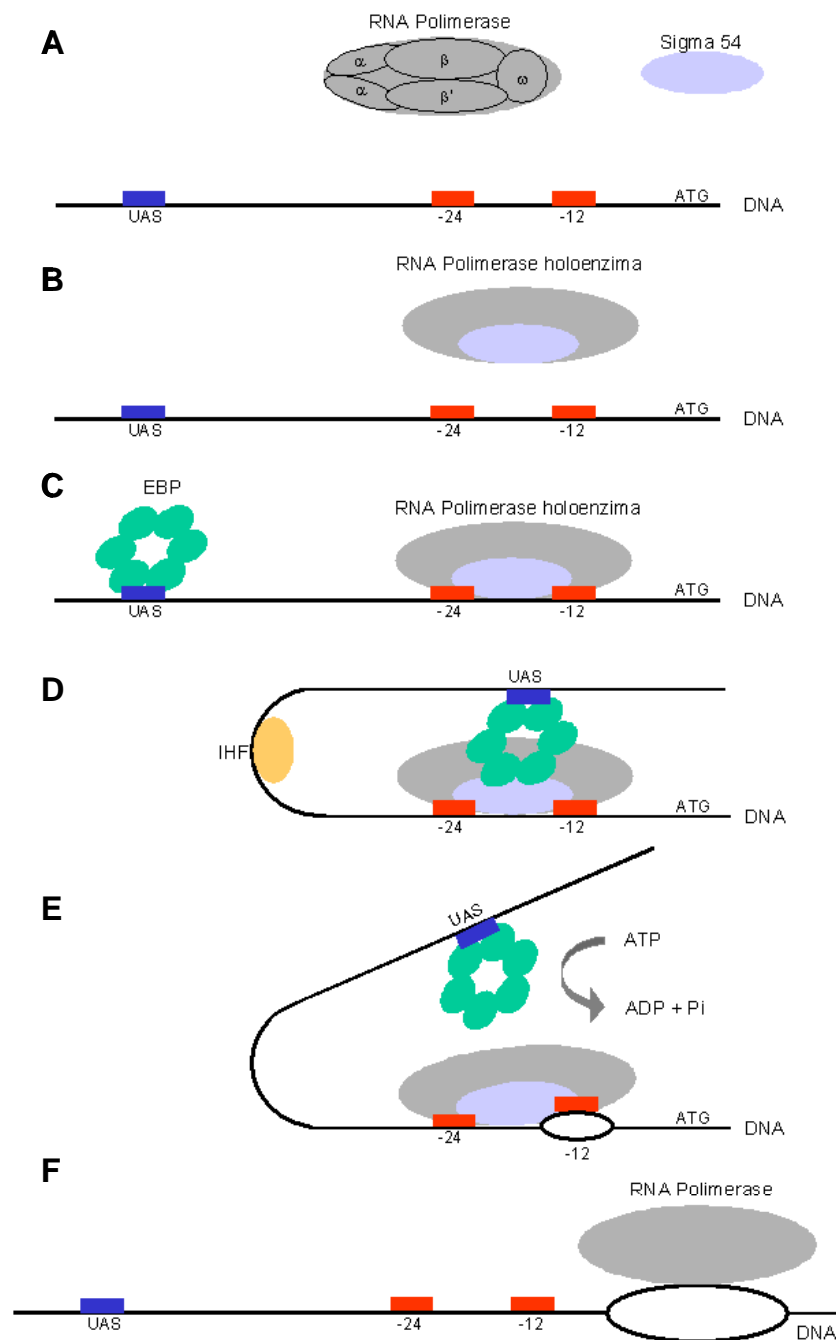 A
RNA Polimerase
Sigma 54
α β ω
α β'
UAS -24 -12 ATG DNA
B
RNA Polimerase holoenzima
UAS -24 -12 ATG DNA
C
EBP
RNA Polimerase holoenzima
UAS -24 -12 ATG DNA
D
UAS
IHF
-24 -12 ATG DNA
E
UAS
ATP
ADP + Pi
-24 -12 ATG DNA
F
RNA Polimerase
UAS -24 -12 DNA